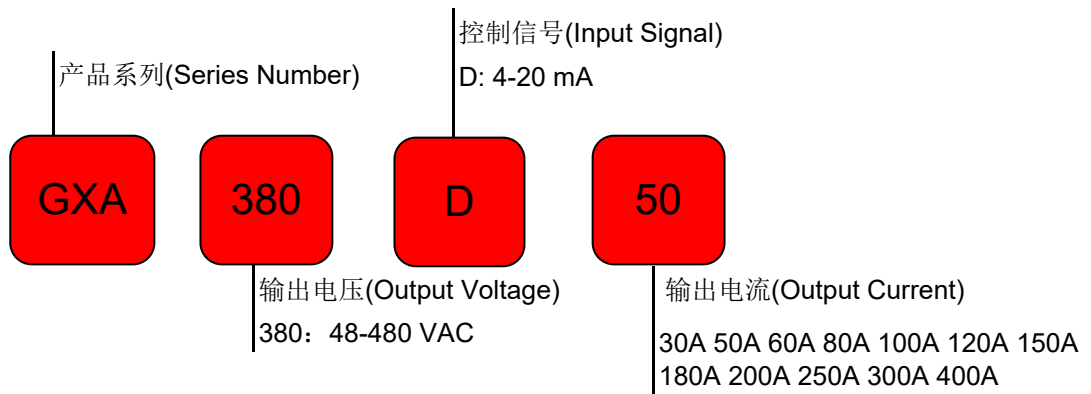 控制信号(Input Signal)
D: 4-20 mA
产品系列(Series Number)
GXA
380
D
50
输出电压(Output Voltage)
380：48-480 VAC
输出电流(Output Current)
30A 50A 60A 80A 100A 120A 150A
180A 200A 250A 300A 400A